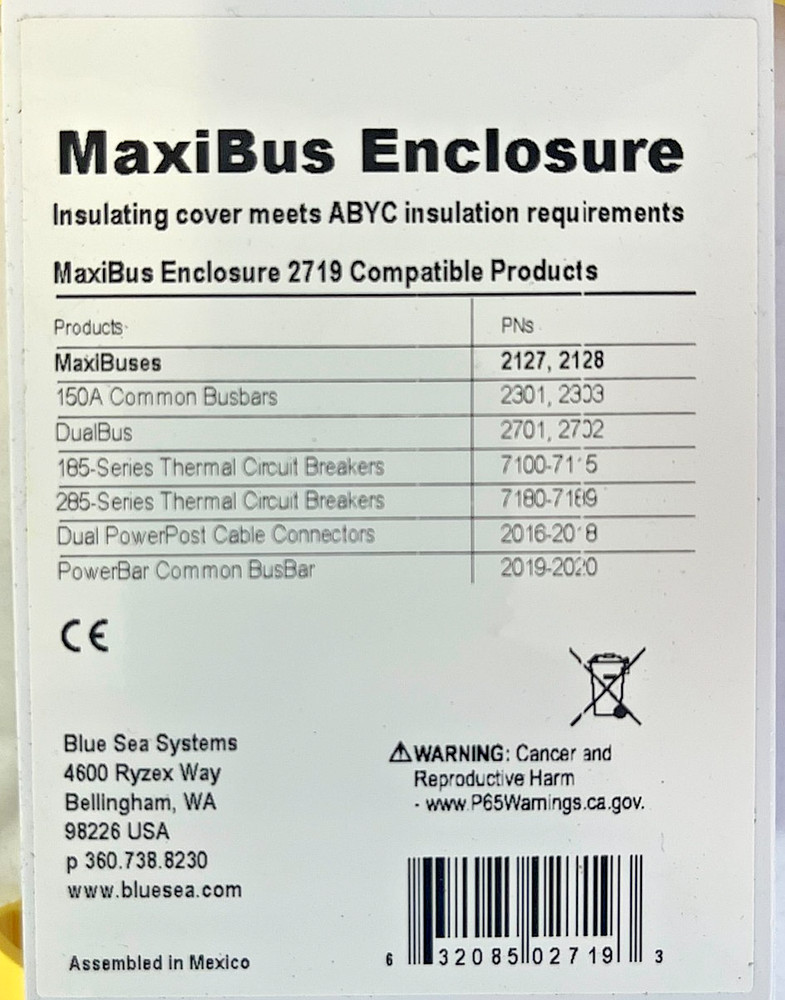 MaxiBus Enclosure
Insulating cover meets ABYC insulation requirements
MaxiBus Enclosure 2719 Compatible Products
Products PNs
MaxiBuses 2127, 2128
150A Common Busbars 2301, 2303
DualBus 2701, 2702
185-Series Thermal Circuit Breakers 7100-7115
285-Series Thermal Circuit Breakers 7180-7189
Dual PowerPost Cable Connectors 2016-2018
PowerBar Common BusBar 2019-2020
CE
Blue Sea Systems
4600 Ryzex Way
Bellingham, WA
98226 USA
p 360.738.8230
www.bluesea.com
Assembled in Mexico
⚠WARNING: Cancer and
Reproductive Harm
- www.P65Warnings.ca.gov.
6 32085 02719 3